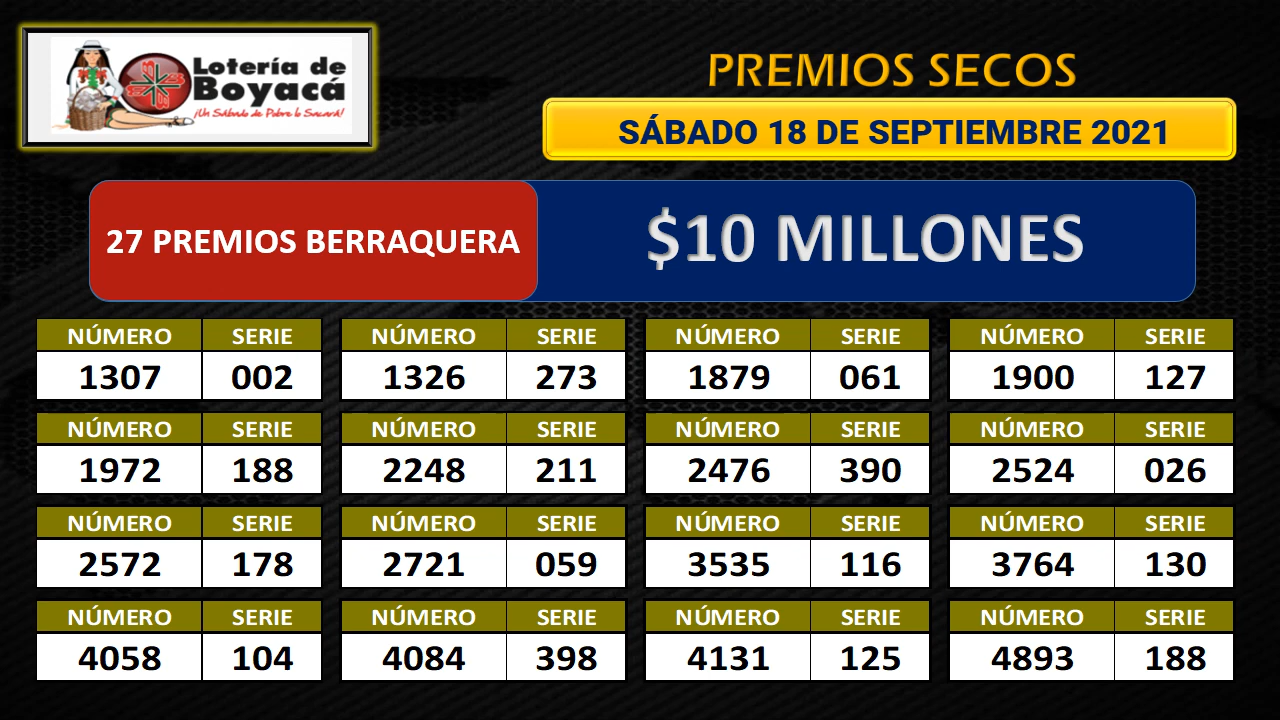 Lotería de
Boyacá
¡Un Sábado de Pobre lo Sacará!
PREMIOS SECOS
SÁBADO 18 DE SEPTIEMBRE 2021
27 PREMIOS BERRAQUERA
$10 MILLONES
NÚMERO SERIE NÚMERO SERIE NÚMERO SERIE NÚMERO SERIE
1307 002 1326 273 1879 061 1900 127
NÚMERO SERIE NÚMERO SERIE NÚMERO SERIE NÚMERO SERIE
1972 188 2248 211 2476 390 2524 026
NÚMERO SERIE NÚMERO SERIE NÚMERO SERIE NÚMERO SERIE
2572 178 2721 059 3535 116 3764 130
NÚMERO SERIE NÚMERO SERIE NÚMERO SERIE NÚMERO SERIE
4058 104 4084 398 4131 125 4893 188